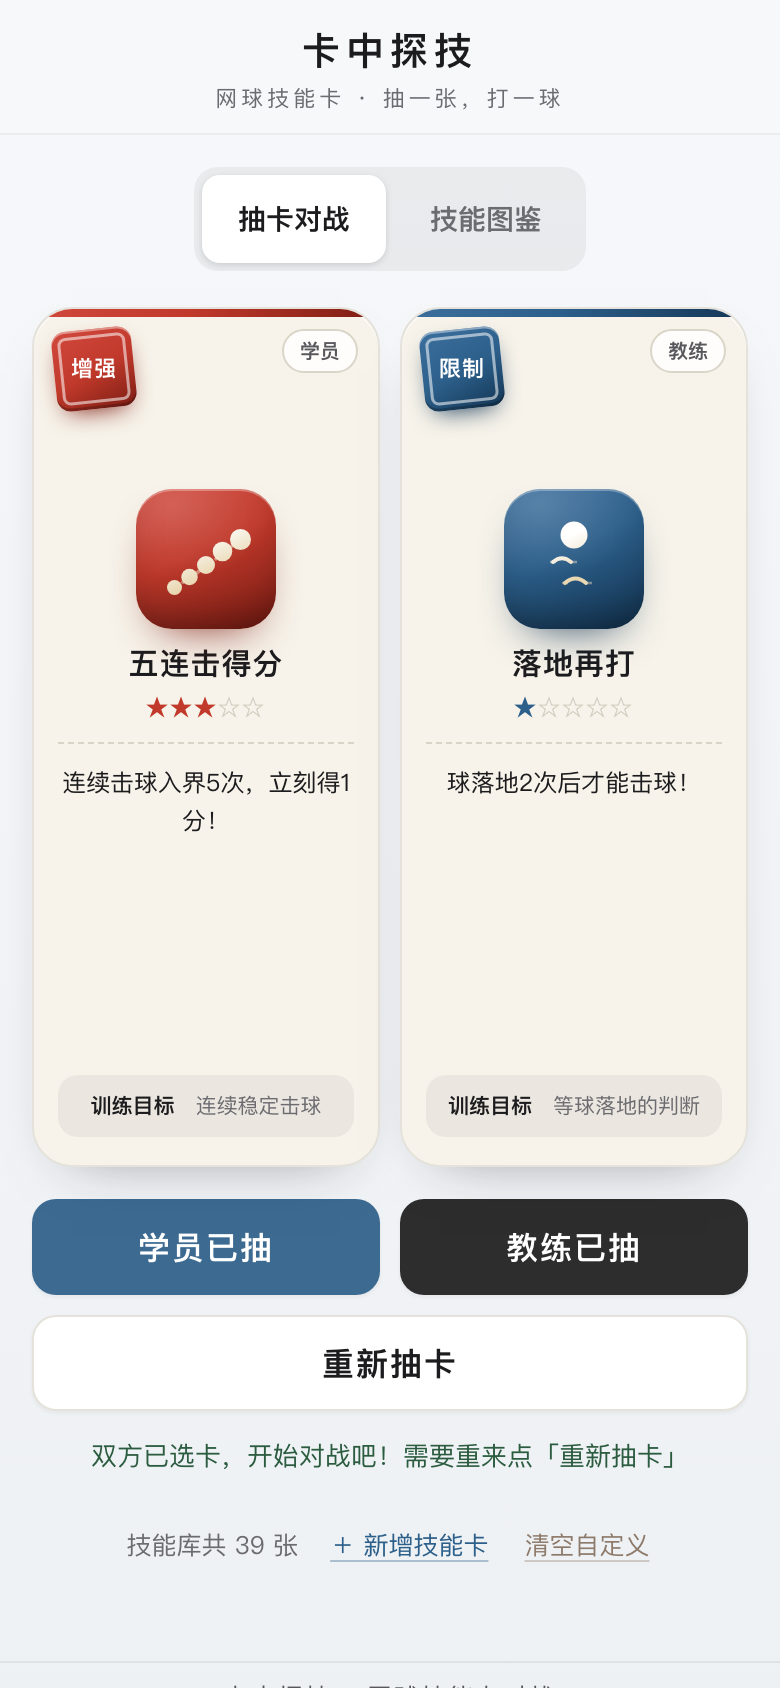 卡中探技
网球技能卡 · 抽一张，打一球
抽卡对战
技能图鉴
增强
学员
五连击得分
★★★☆☆
连续击球入界5次，立刻得1
分！
训练目标 连续稳定击球
限制
教练
落地再打
★☆☆☆☆
球落地2次后才能击球！
训练目标 等球落地的判断
学员已抽
教练已抽
重新抽卡
双方已选卡，开始对战吧！需要重来点「重新抽卡」
技能库共 39 张 ＋ 新增技能卡 清空自定义